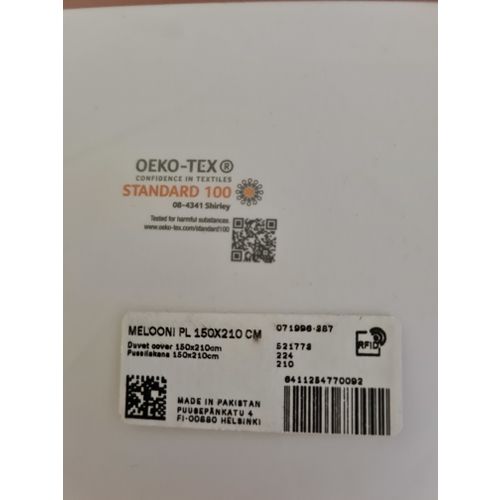 OEKO-TEX®
CONFIDENCE IN TEXTILES
STANDARD 100
08-4341 Shirley
Tested for harmful substances
www.oeko-tex.com/standard100
MELOONI PL 150X210 CM
Duvet cover 150x210cm
Pussilakana 150x210cm
MADE IN PAKISTAN
PUUSEPÄNKATU 4
FI-00880 HELSINKI
071996-387
521773
224
210
RFID
6411254770092